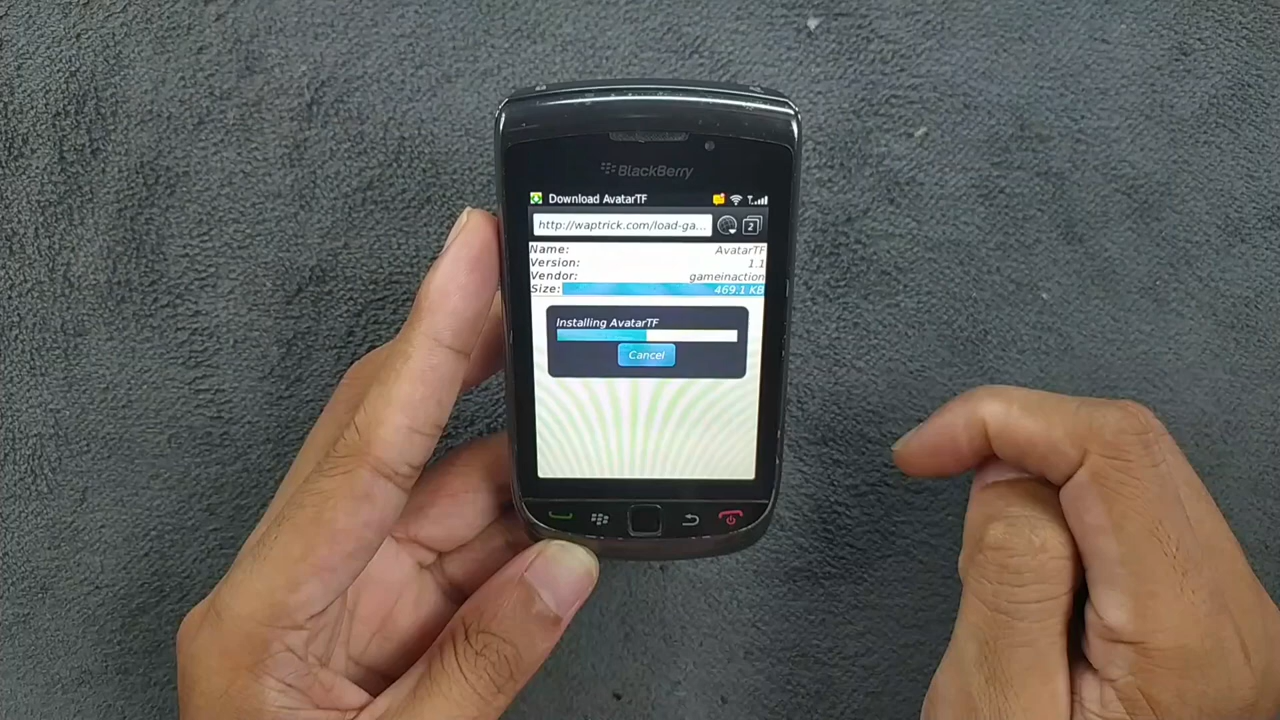 BlackBerry
Download AvatarTF
http://waptrick.com/load-ga...
2
Name: AvatarTF
Version: 1.1
Vendor: gameinaction
Size: 469.1 KB
Installing AvatarTF
Cancel